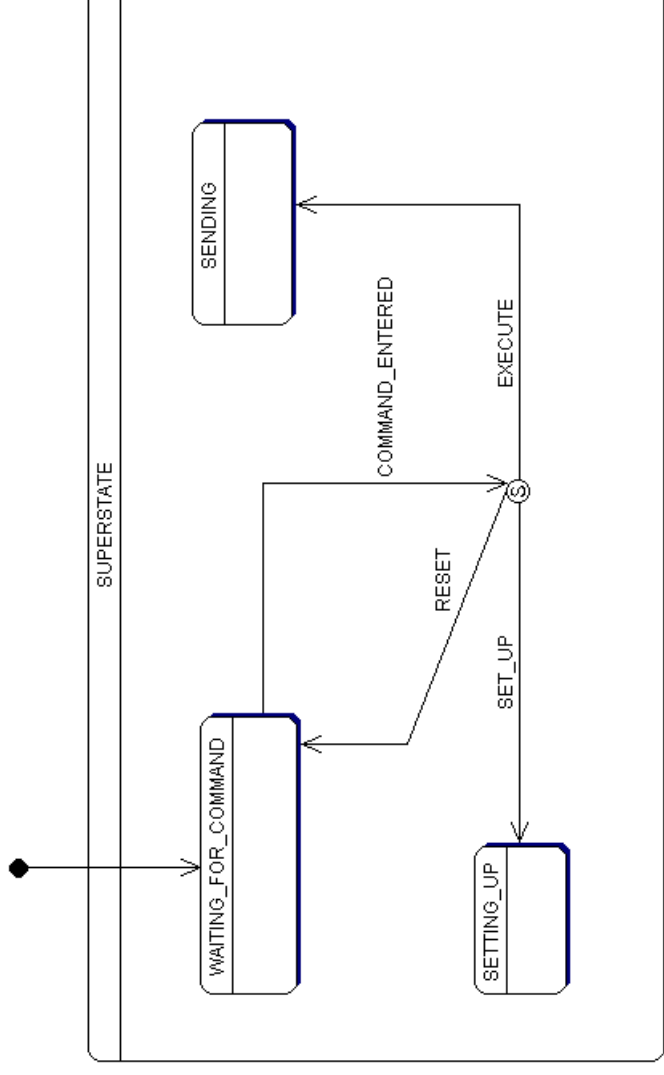 SUPERSTATE
WAITING_FOR_COMMAND
SENDING
COMMAND_ENTERED
RESET
SETTING_UP
SET_UP
S
EXECUTE